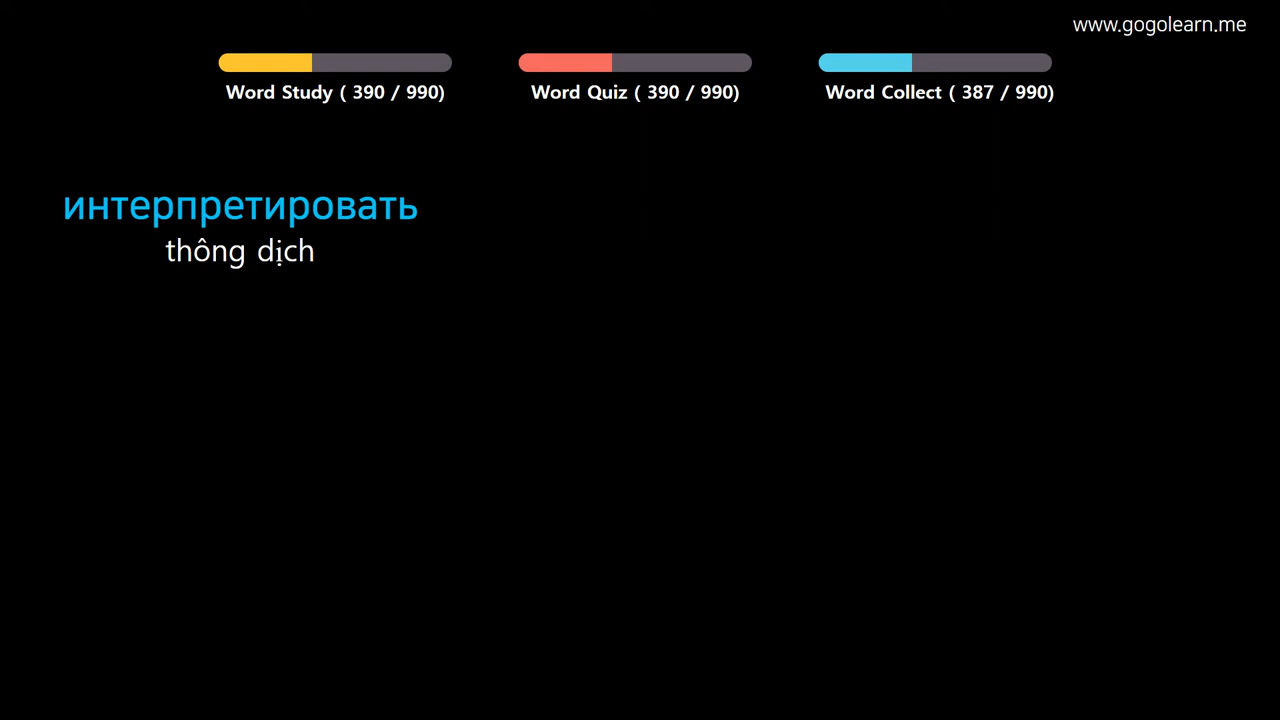 www.gogolearn.me
Word Study ( 390 / 990)
Word Quiz ( 390 / 990)
Word Collect ( 387 / 990)
интерпретировать
thông dịch